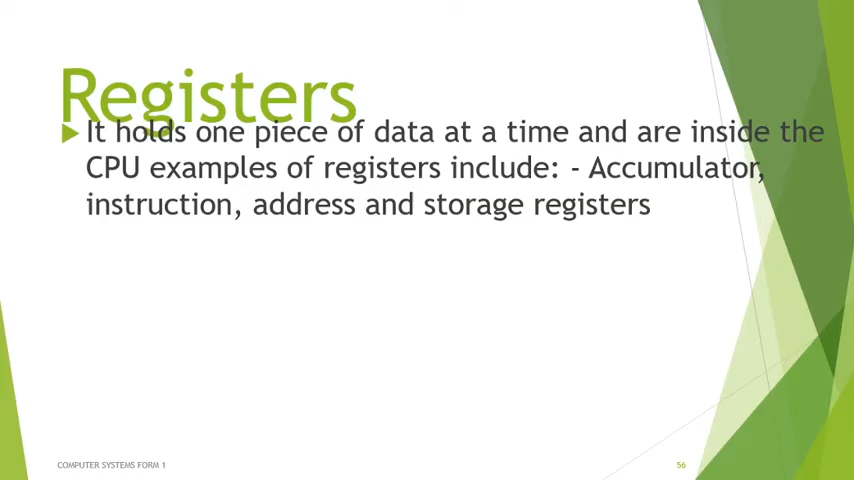 Registers
It holds one piece of data at a time and are inside the
CPU examples of registers include: - Accumulator,
instruction, address and storage registers
COMPUTER SYSTEMS FORM 1
56